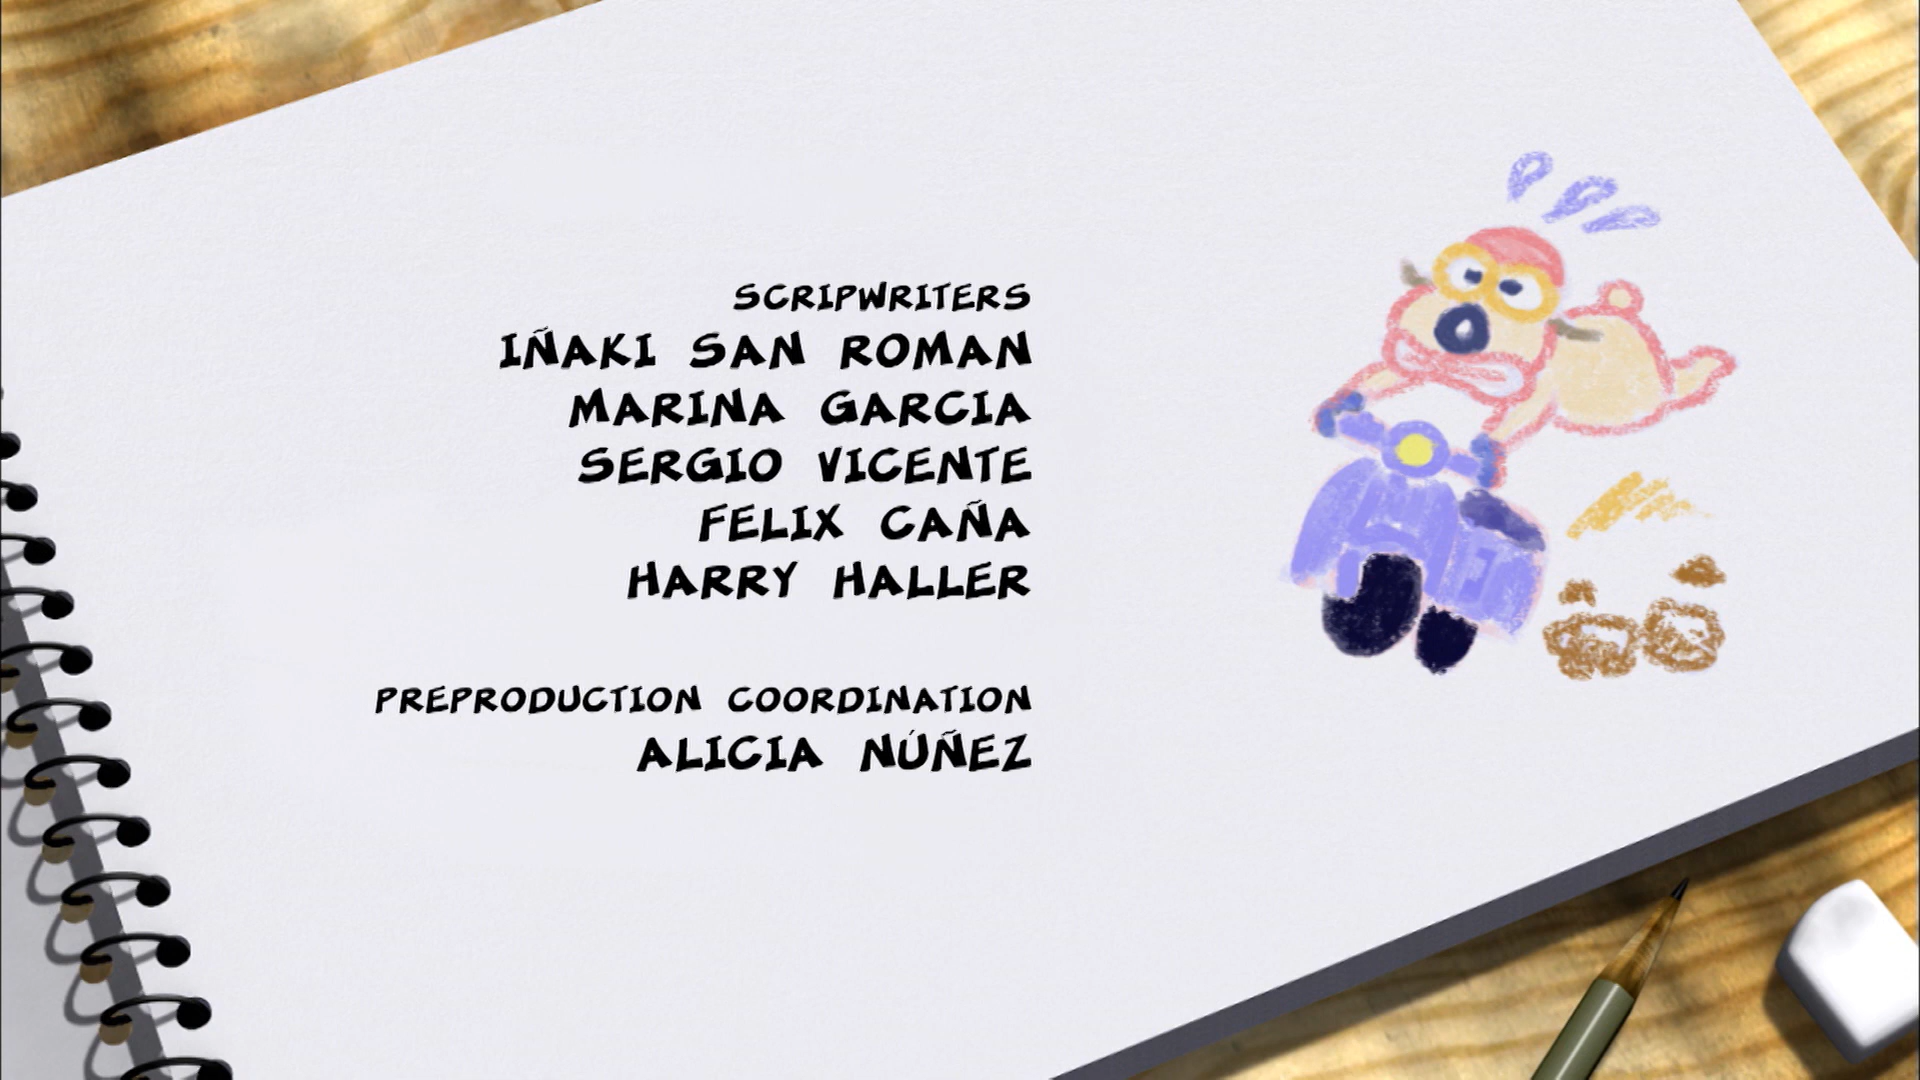 SCRIPWRITERS
IÑAKI SAN ROMAN
MARINA GARCIA
SERGIO VICENTE
FELIX CAÑA
HARRY HALLER
PREPRODUCTION COORDINATION
ALICIA NÚÑEZ